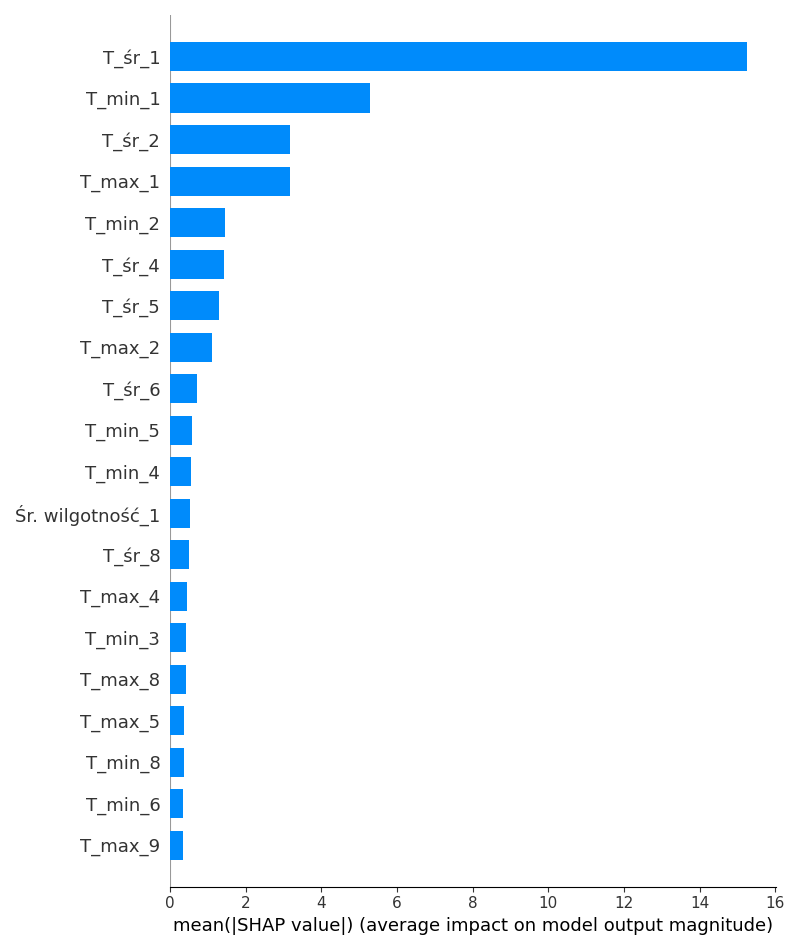 T_śr_1
T_min_1
T_śr_2
T_max_1
T_min_2
T_śr_4
T_śr_5
T_max_2
T_śr_6
T_min_5
T_min_4
Śr. wilgotność_1
T_śr_8
T_max_4
T_min_3
T_max_8
T_max_5
T_min_8
T_min_6
T_max_9
0 2 4 6 8 10 12 14 16
mean(|SHAP value|) (average impact on model output magnitude)